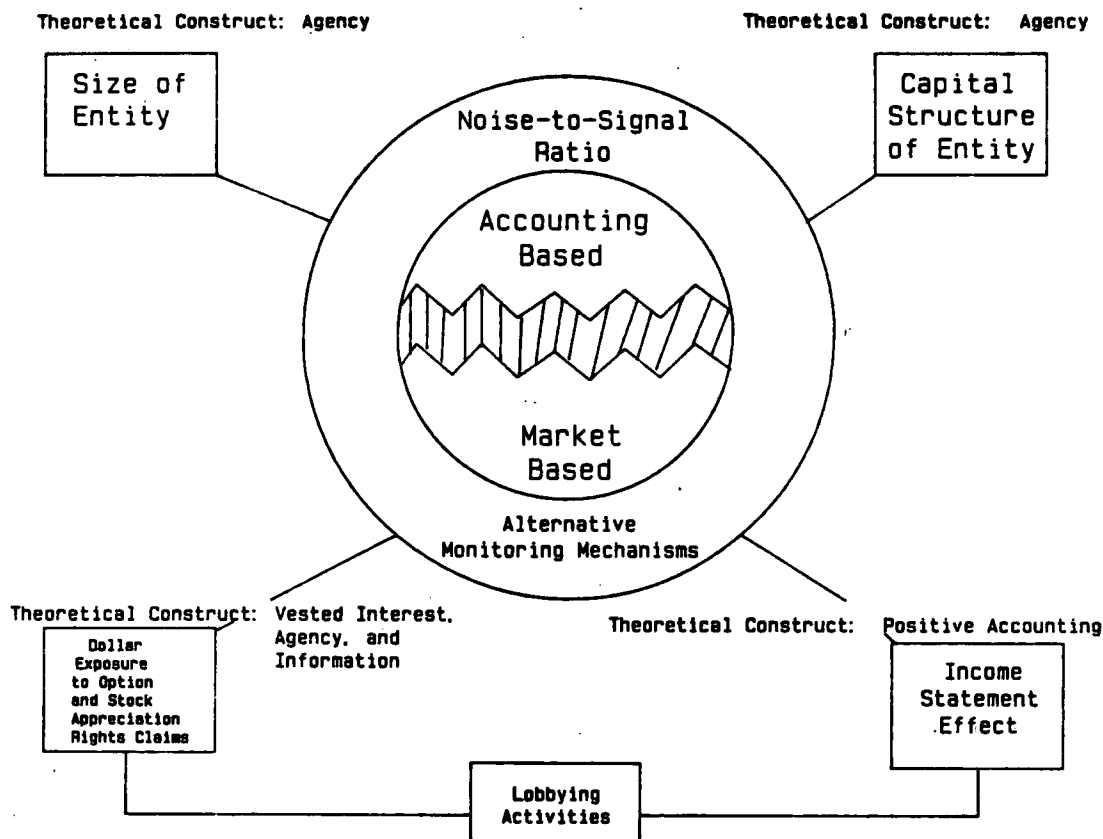 Theoretical Construct: Agency
Theoretical Construct: Agency
Size of
Entity
Capital
Structure
of Entity
Noise-to-Signal
Ratio
Accounting
Based
Market
Based
Alternative
Monitoring Mechanisms
Theoretical Construct: Vested Interest,
Agency, and
Information
Theoretical Construct: Positive Accounting
Dollar
Exposure
to Option
and Stock
Appreciation
Rights Claims
Income
Statement
Effect
Lobbying
Activities